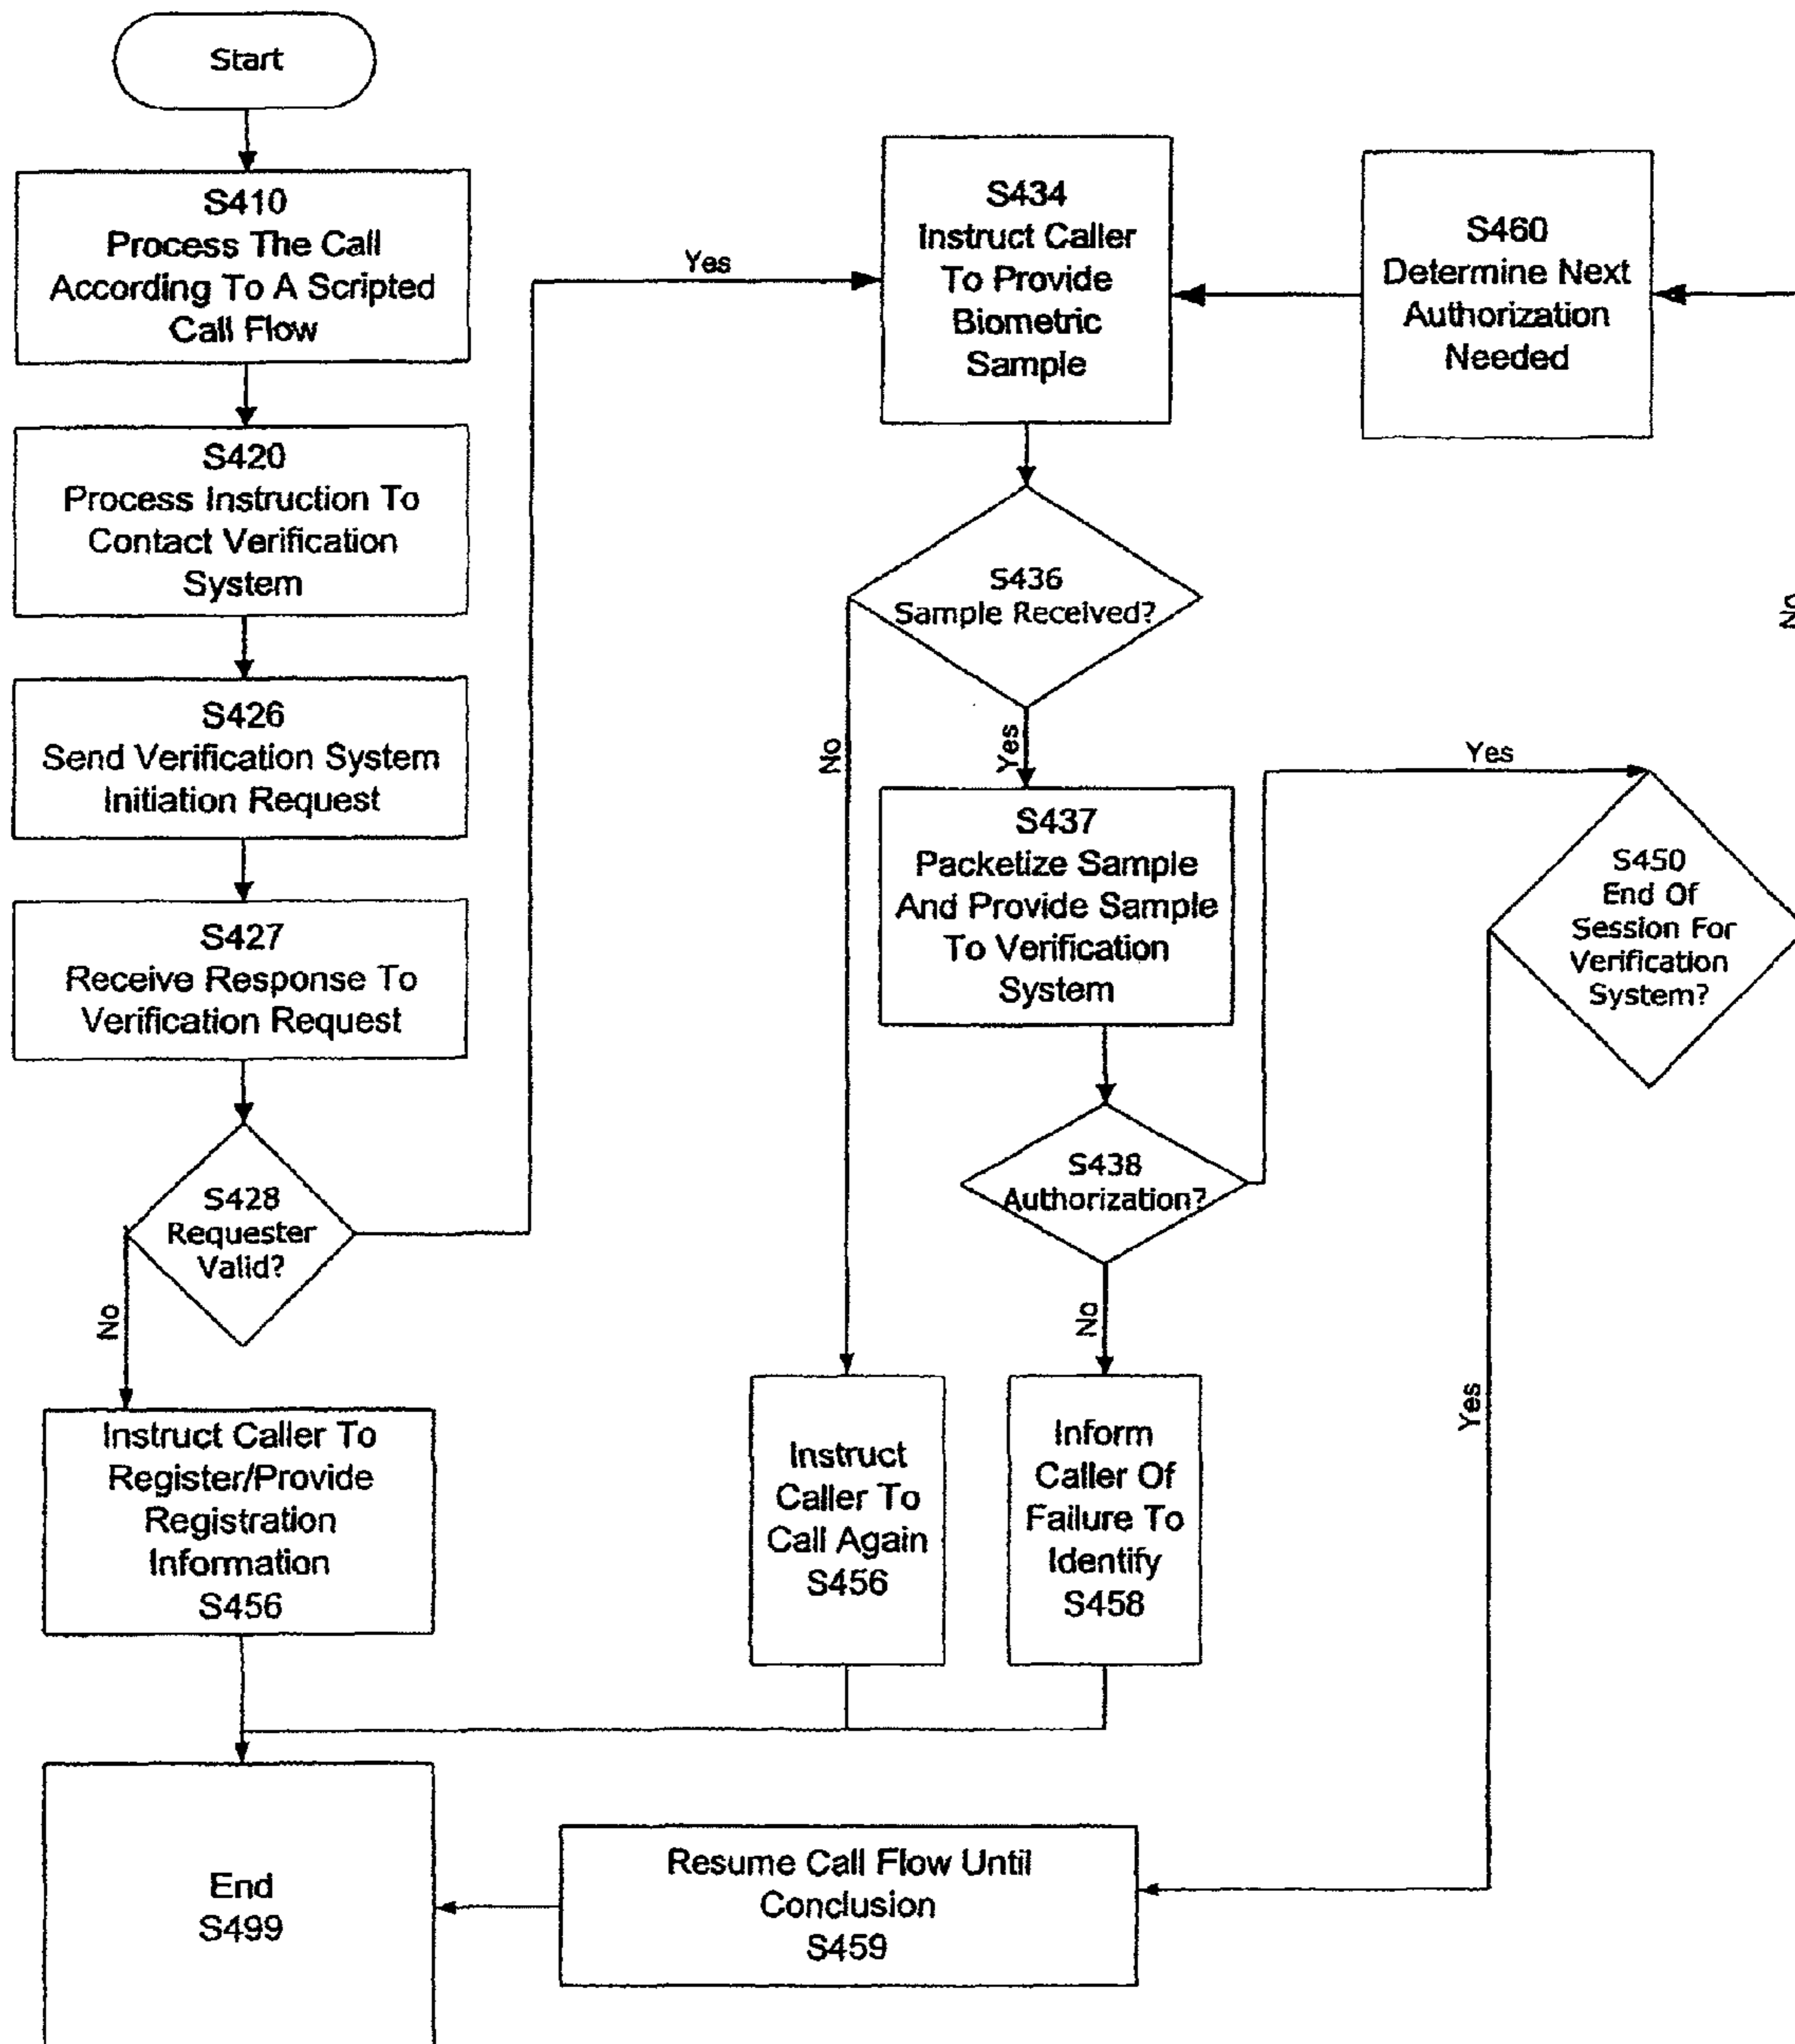 Start
S410
Process The Call
According To A Scripted
Call Flow
S420
Process Instruction To
Contact Verification
System
S426
Send Verification System
Initiation Request
S427
Receive Response To
Verification Request
S428
Requester
Valid?
No
Yes
Instruct Caller To
Register/Provide
Registration
Information
S456
S434
Instruct Caller
To Provide
Biometric
Sample
S460
Determine Next
Authorization
Needed
S436
Sample Received?
No
Yes
S437
Packetize Sample
And Provide Sample
To Verification
System
S438
Authorization?
No
Yes
S450
End Of
Session For
Verification
System?
No
Yes
Instruct
Caller To
Call Again
S456
Inform
Caller Of
Failure To
Identify
S458
Resume Call Flow Until
Conclusion
S459
End
S499